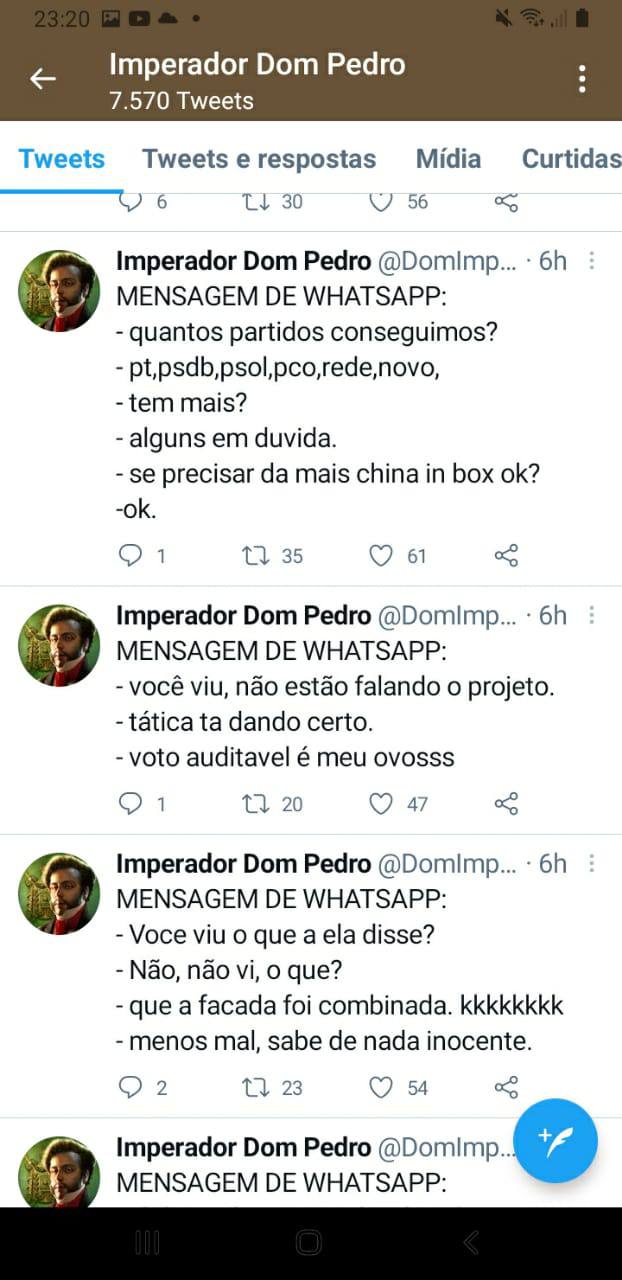 23:20
Imperador Dom Pedro
7.570 Tweets
Tweets Tweets e respostas Mídia Curtidas
6 30 56
Imperador Dom Pedro @DomImp... · 6h
MENSAGEM DE WHATSAPP:
- quantos partidos conseguimos?
- pt,psdb,psol,pco,rede,novo,
- tem mais?
- alguns em duvida.
- se precisar da mais china in box ok?
-ok.
1 35 61
Imperador Dom Pedro @DomImp... · 6h
MENSAGEM DE WHATSAPP:
- você viu, não estão falando o projeto.
- tática ta dando certo.
- voto auditavel é meu ovosss
1 20 47
Imperador Dom Pedro @DomImp... · 6h
MENSAGEM DE WHATSAPP:
- Voce viu o que a ela disse?
- Não, não vi, o que?
- que a facada foi combinada. kkkkkkkk
- menos mal, sabe de nada inocente.
2 23 54
Imperador Dom Pedro @DomImp...
MENSAGEM DE WHATSAPP: